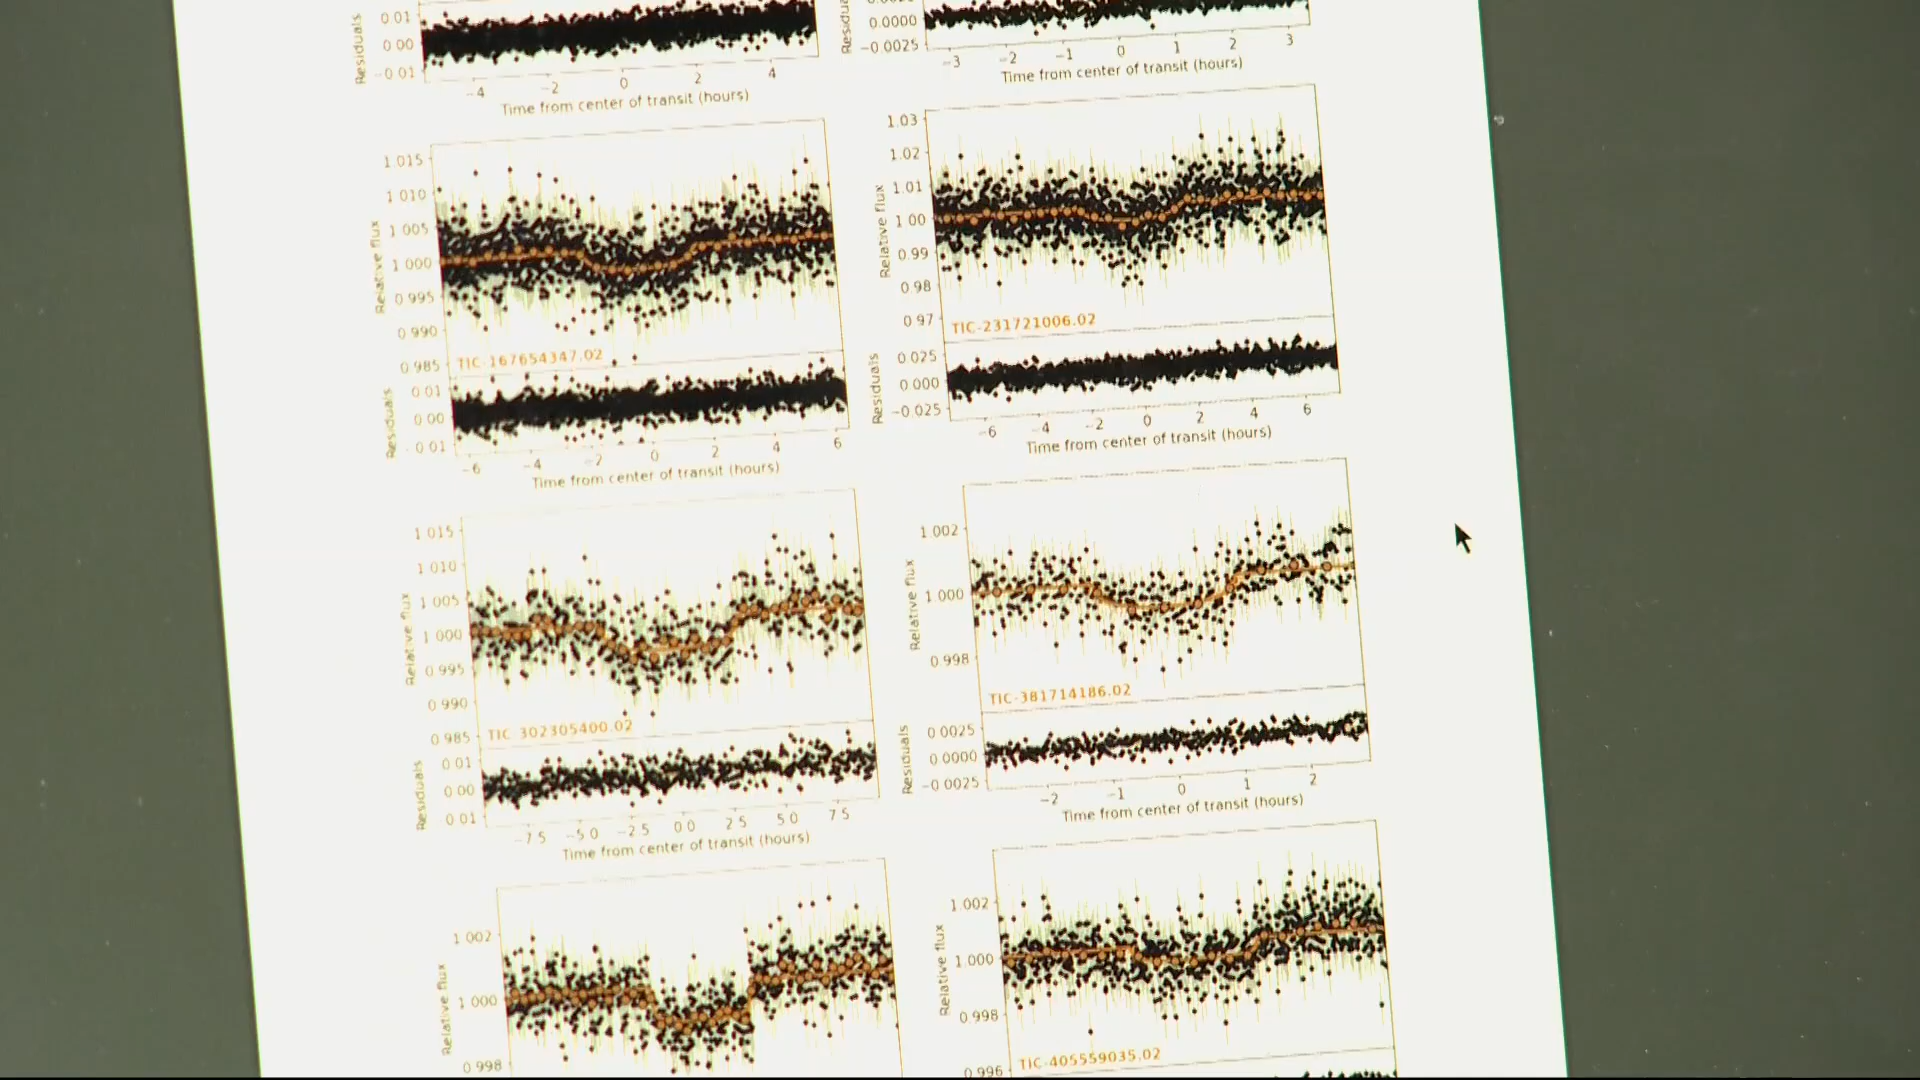 Residuals
0.01
0.00
−0.01
−4 −2 0 2 4
Time from center of transit (hours)
0.0000
−0.0025
−3 −2 −1 0 1 2 3
Time from center of transit (hours)
Relative flux
1.015
1.010
1.005
1.000
0.995
0.990
0.985
TIC-167654347.02
Residuals
0.01
0.00
0.01
−6 −4 −2 0 2 4 6
Time from center of transit (hours)
Relative flux
1.03
1.02
1.01
1.00
0.99
0.98
0.97
TIC-231721006.02
Residuals
0.025
0.000
−0.025
−6 −4 −2 0 2 4 6
Time from center of transit (hours)
Relative flux
1.015
1.010
1.005
1.000
0.995
0.990
0.985
TIC 302305400.02
Residuals
0.01
0.00
0.01
−7.5 −5.0 −2.5 0.0 2.5 5.0 7.5
Time from center of transit (hours)
Relative flux
1.002
1.000
0.998
TIC-381714186.02
Residuals
0.0025
0.0000
−0.0025
−2 −1 0 1 2
Time from center of transit (hours)
Relative flux
1.002
1.000
0.998
Relative flux
1.002
1.000
0.998
0.996
TIC-405559035.02